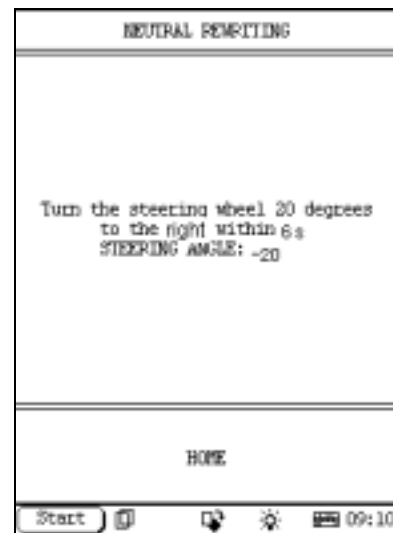 NEUTRAL REWRITING
Turn the steering wheel 20 degrees
to the right within 6 s
STEERING ANGLE: -20
HOME
Start 09:10